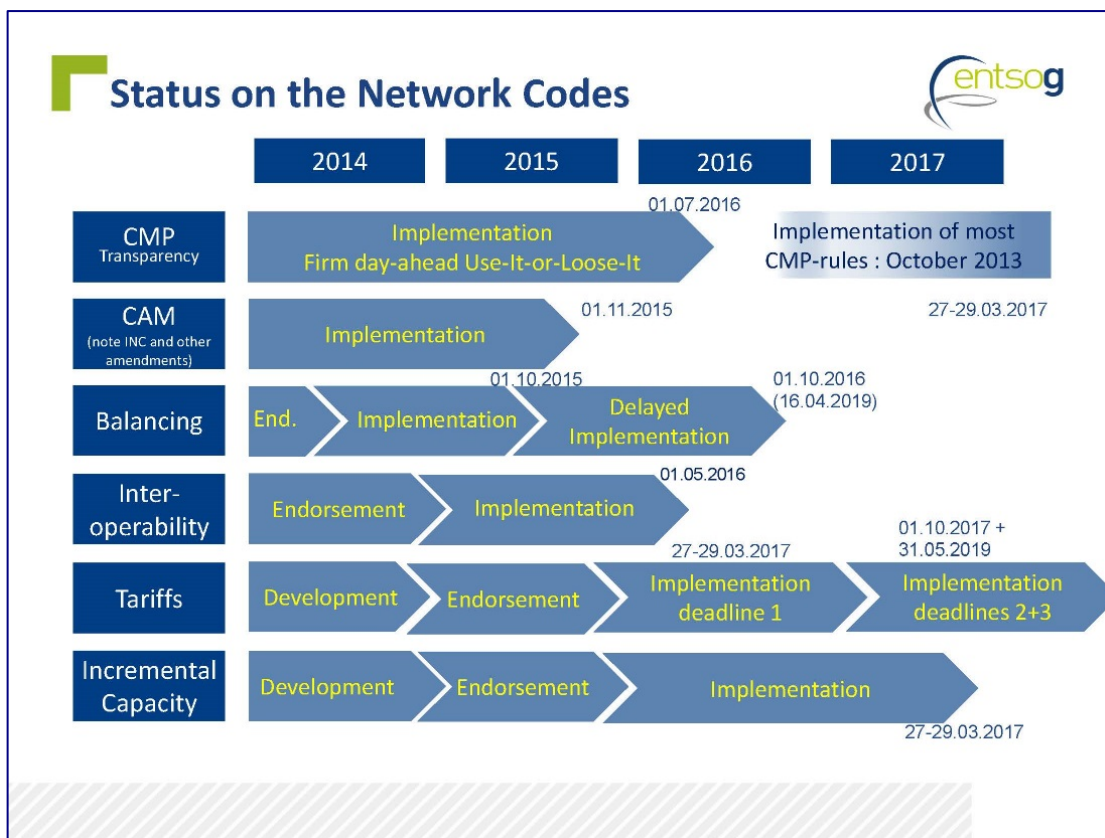 Status on the Network Codes
entsog
2014
2015
2016
2017
01.07.2016
CMP
Transparency
Implementation
Firm day-ahead Use-It-or-Loose-It
Implementation of most
CMP-rules : October 2013
CAM
(note INC and other
amendments)
Implementation
01.11.2015
27-29.03.2017
Balancing
End.
Implementation
01.10.2015
Delayed
Implementation
01.10.2016
(16.04.2019)
Inter-
operability
Endorsement
Implementation
01.05.2016
Tariffs
Development
Endorsement
27-29.03.2017
Implementation
deadline 1
01.10.2017 +
31.05.2019
Implementation
deadlines 2+3
Incremental
Capacity
Development
Endorsement
Implementation
27-29.03.2017